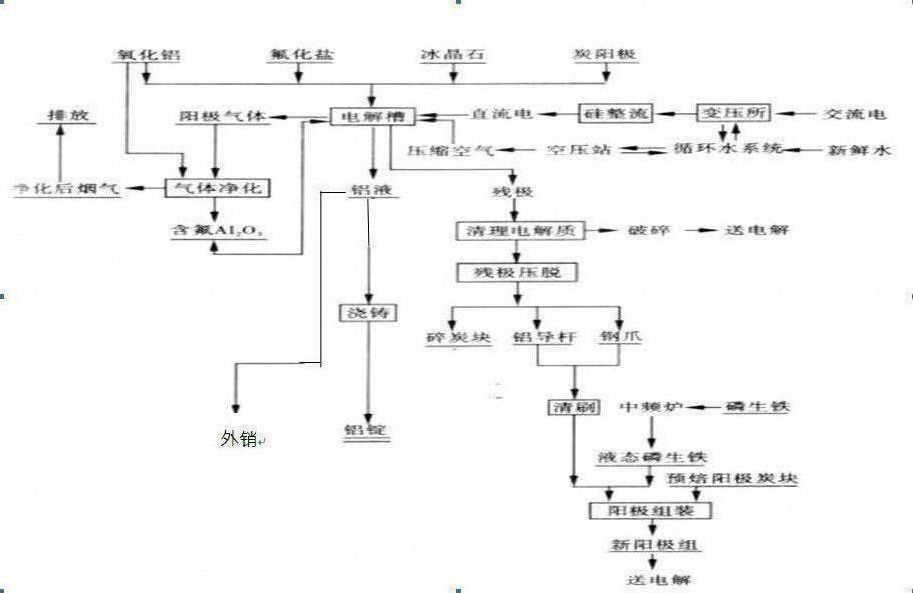 氧化铝 氟化盐 冰晶石 炭阳极
排放 阳极气体 电解槽 直流电 硅整流 变压所 交流电
压缩空气 空压站 循环水系统 新鲜水
净化后烟气 气体净化 铝液 残极
含氟Al₂O₃ 清理电解质 破碎 送电解
残极压脱
浇铸
碎炭块 铝导杆 钢爪
清刷 中频炉 磷生铁
外销 铝锭
液态磷生铁
预焙阳极炭块
阳极组装
新阳极组
送电解